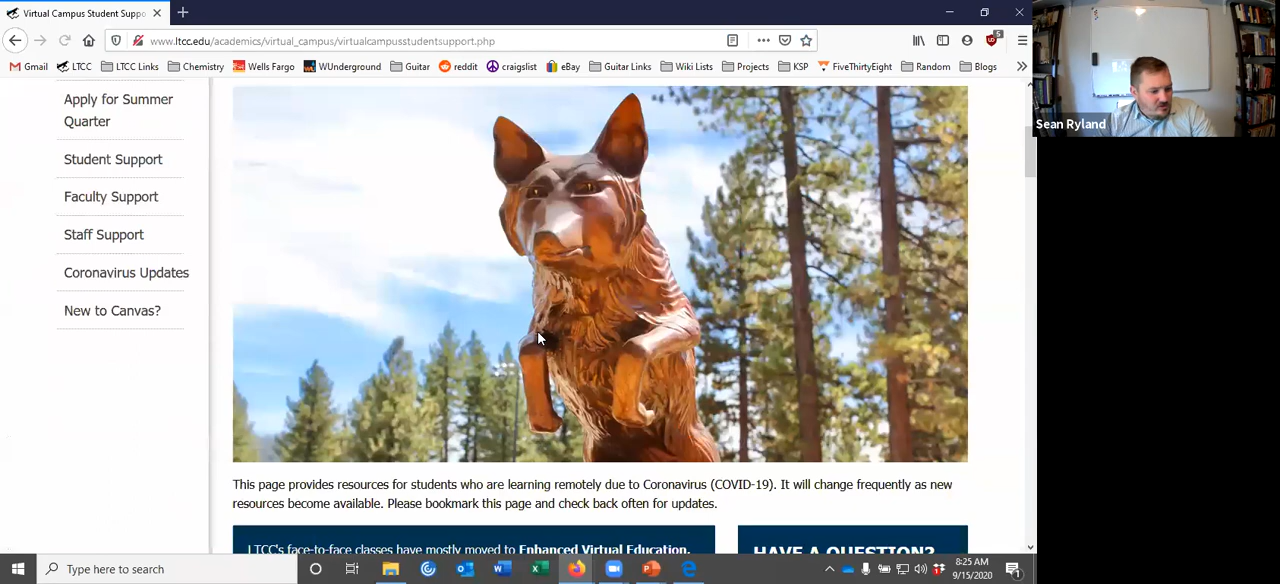 Virtual Campus Student Suppo
www.ltcc.edu/academics/virtual_campus/virtualcampusstudentsupport.php
5
Gmail LTCC LTCC Links Chemistry Wells Fargo WUnderground Guitar reddit craigslist eBay Guitar Links Wiki Lists Projects KSP FiveThirtyEight Random Blogs
Sean Ryland
Apply for Summer
Quarter
Student Support
Faculty Support
Staff Support
Coronavirus Updates
New to Canvas?
This page provides resources for students who are learning remotely due to Coronavirus (COVID-19). It will change frequently as new
resources become available. Please bookmark this page and check back often for updates.
LTCC's face-to-face classes have mostly moved to Enhanced Virtual Education.
HAVE A QUESTION?
Type here to search
8:25 AM
9/15/2020
1